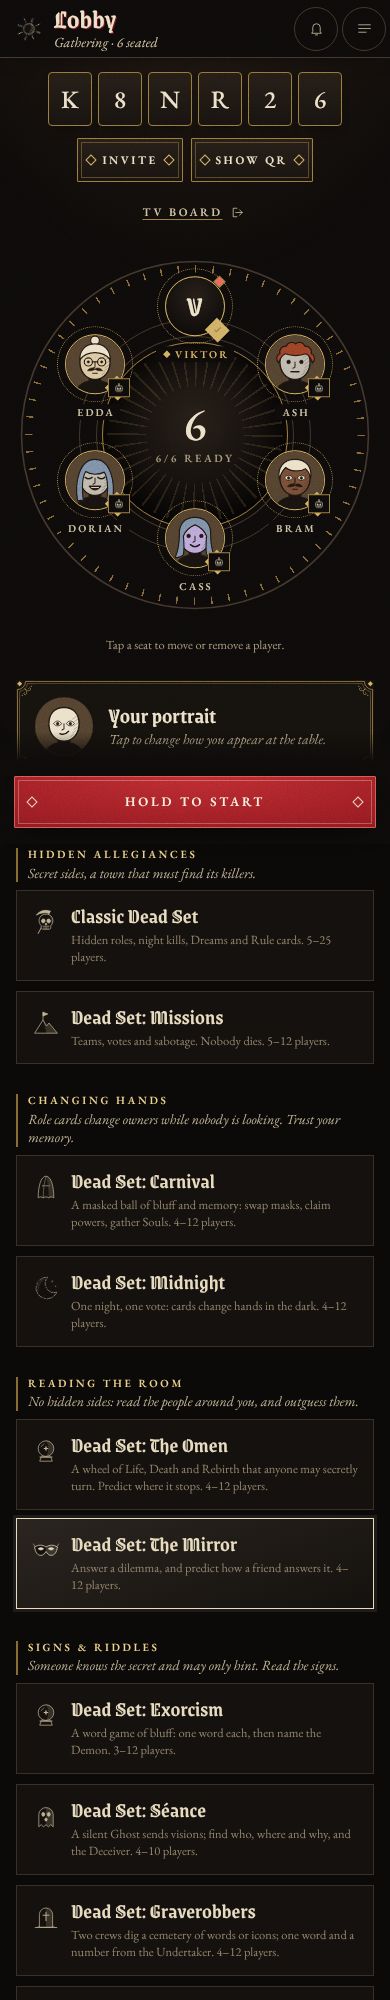 Lobby
Gathering · 6 seated
K 8 N R 2 6
INVITE
SHOW QR
TV BOARD
V
VIKTOR
EDDA
ASH
6
6/6 READY
DORIAN
BRAM
CASS
Tap a seat to move or remove a player.
Your portrait
Tap to change how you appear at the table.
HOLD TO START
HIDDEN ALLEGIANCES
Secret sides, a town that must find its killers.
Classic Dead Set
Hidden roles, night kills, Dreams and Rule cards. 5–25
players.
Dead Set: Missions
Teams, votes and sabotage. Nobody dies. 5–12 players.
CHANGING HANDS
Role cards change owners while nobody is looking. Trust your
memory.
Dead Set: Carnival
A masked ball of bluff and memory: swap masks, claim
powers, gather Souls. 4–12 players.
Dead Set: Midnight
One night, one vote: cards change hands in the dark. 4–12
players.
READING THE ROOM
No hidden sides: read the people around you, and outguess them.
Dead Set: The Omen
A wheel of Life, Death and Rebirth that anyone may secretly
turn. Predict where it stops. 4–12 players.
Dead Set: The Mirror
Answer a dilemma, and predict how a friend answers it. 4–
12 players.
SIGNS & RIDDLES
Someone knows the secret and may only hint. Read the signs.
Dead Set: Exorcism
A word game of bluff: one word each, then name the
Demon. 3–12 players.
Dead Set: Séance
A silent Ghost sends visions; find who, where and why, and
the Deceiver. 4–10 players.
Dead Set: Graverobbers
Two crews dig a cemetery of words or icons; one word and a
number from the Undertaker. 4–12 players.